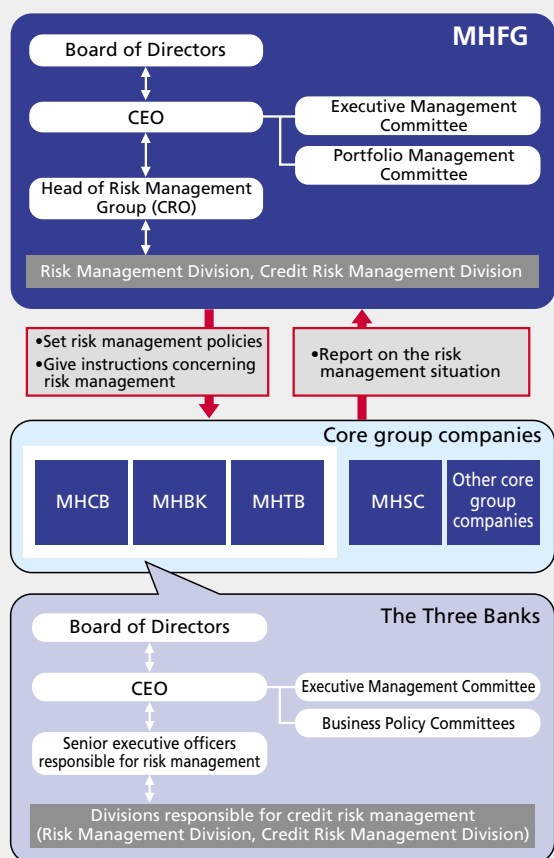 MHFG
Board of Directors
CEO
Executive Management
Committee
Portfolio Management
Committee
Head of Risk Management
Group (CRO)
Risk Management Division, Credit Risk Management Division
•Set risk management policies
•Give instructions concerning
risk management
•Report on the risk
management situation
Core group companies
MHCB
MHBK
MHTB
MHSC
Other core
group
companies
The Three Banks
Board of Directors
CEO
Executive Management Committee
Business Policy Committees
Senior executive officers
responsible for risk management
Divisions responsible for credit risk management
(Risk Management Division, Credit Risk Management Division)